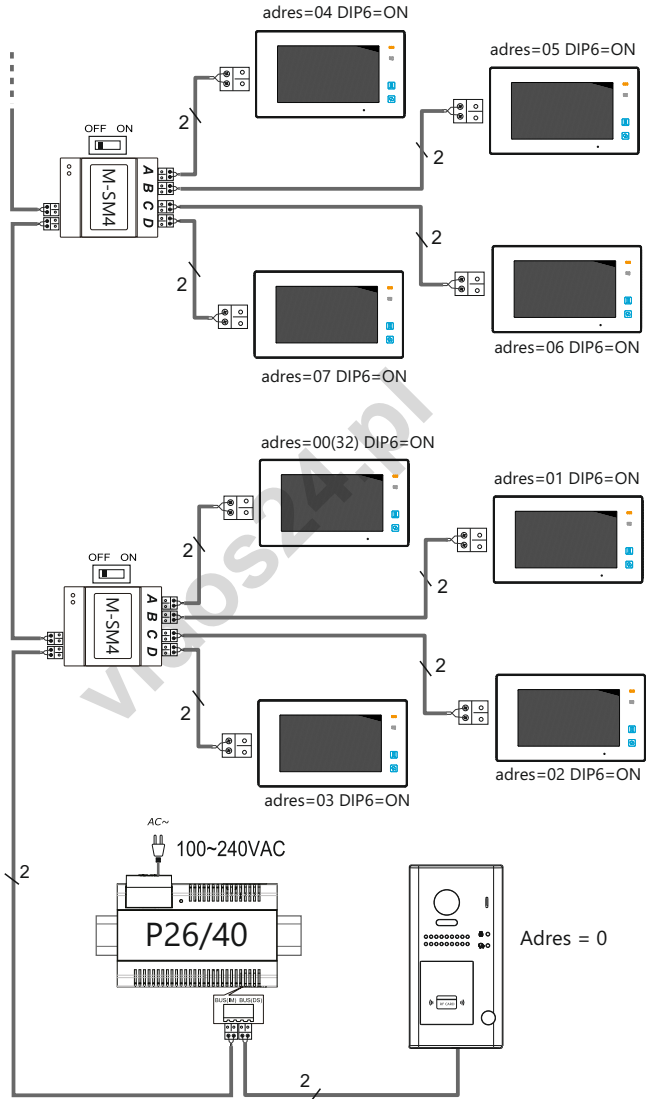 adres=04 DIP6=ON
adres=05 DIP6=ON
2
OFF ON
M-SM4
A
B
C
D
2
2
2
adres=06 DIP6=ON
adres=07 DIP6=ON
adres=00(32) DIP6=ON
adres=01 DIP6=ON
2
OFF ON
M-SM4
A
B
C
D
2
2
2
adres=02 DIP6=ON
adres=03 DIP6=ON
vidos24.pl
AC~
100~240VAC
2
P26/40
Adres = 0
BUS(IM) BUS(DS)
2